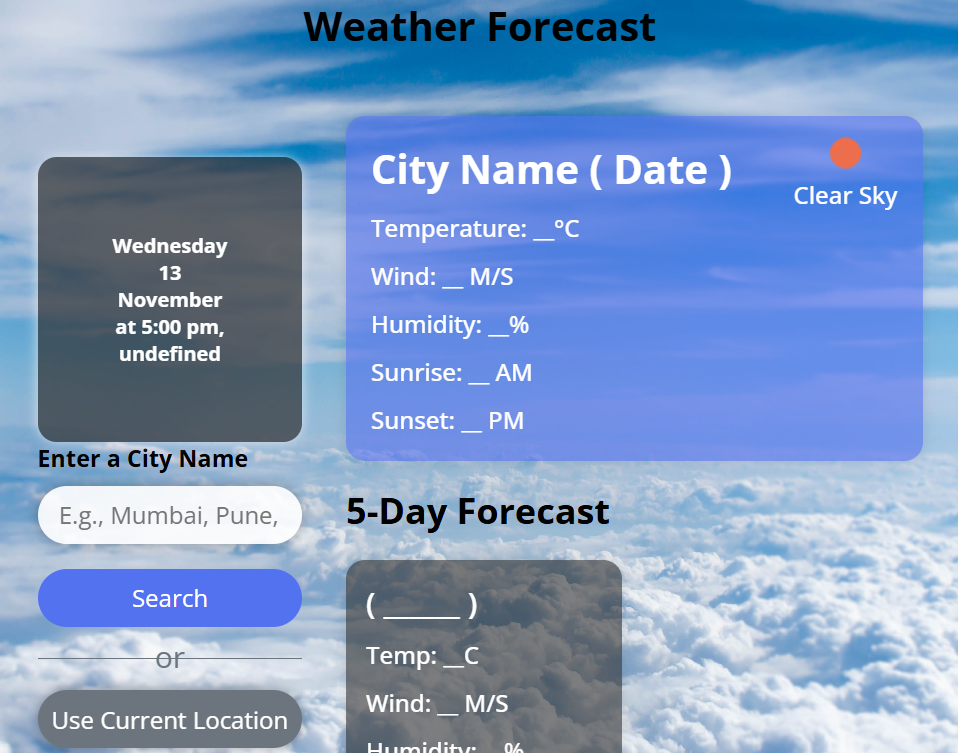 Weather Forecast
Wednesday
13
November
at 5:00 pm,
undefined
Enter a City Name
E.g., Mumbai, Pune,
Search
or
Use Current Location
City Name ( Date )
Clear Sky
Temperature: __°C
Wind: __ M/S
Humidity: __%
Sunrise: __ AM
Sunset: __ PM
5-Day Forecast
( ______ )
Temp: __C
Wind: __ M/S
Humidity: __%